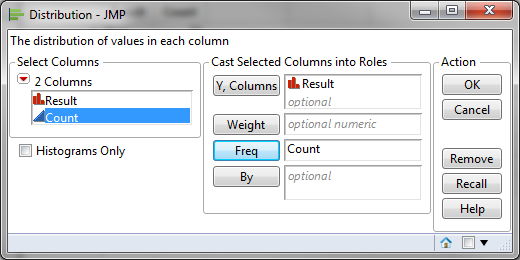 Distribution - JMP
The distribution of values in each column
Select Columns
2 Columns
Result
Count
Histograms Only
Cast Selected Columns into Roles
Y, Columns
Result
optional
Weight
optional numeric
Freq
Count
By
optional
Action
OK
Cancel
Remove
Recall
Help